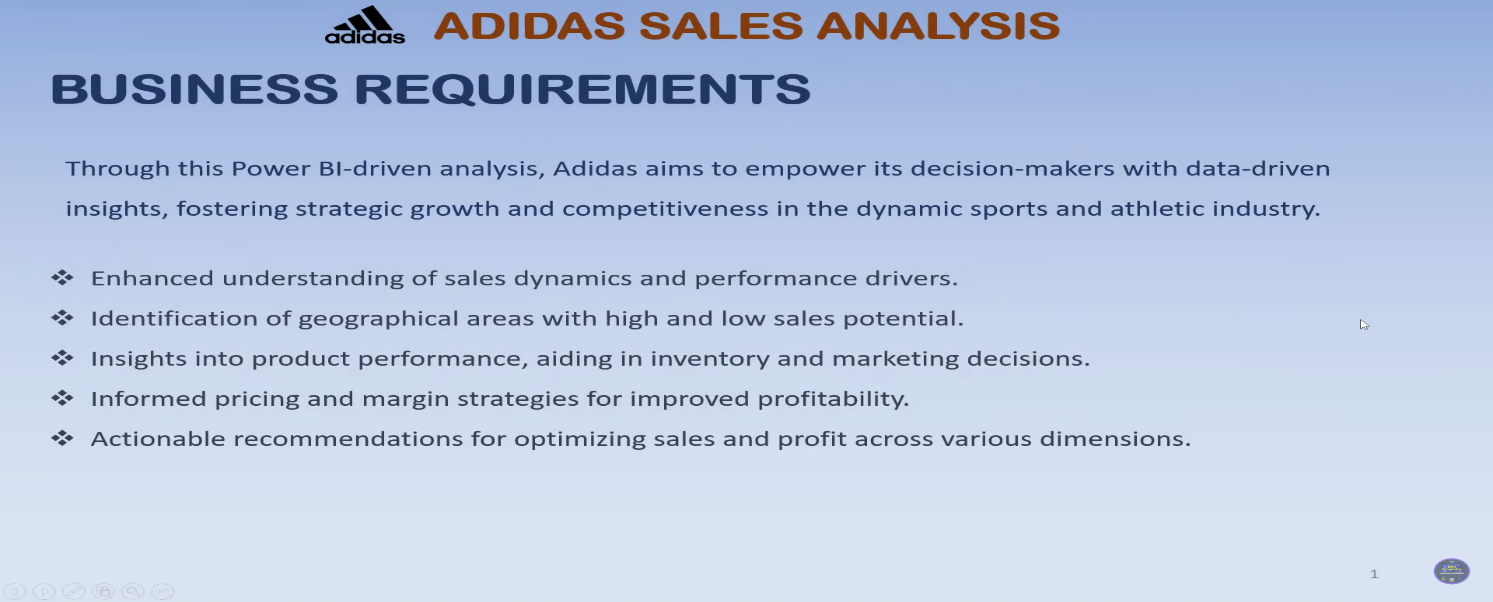 adidas
ADIDAS SALES ANALYSIS
BUSINESS REQUIREMENTS
Through this Power BI-driven analysis, Adidas aims to empower its decision-makers with data-driven
insights, fostering strategic growth and competitiveness in the dynamic sports and athletic industry.
Enhanced understanding of sales dynamics and performance drivers.
Identification of geographical areas with high and low sales potential.
Insights into product performance, aiding in inventory and marketing decisions.
Informed pricing and margin strategies for improved profitability.
Actionable recommendations for optimizing sales and profit across various dimensions.
1